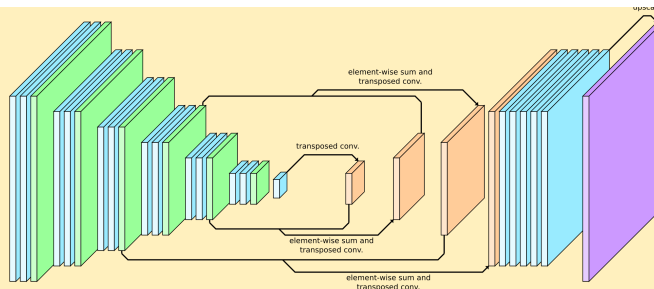 element-wise sum and
transposed conv.
transposed conv.
element-wise sum and
transposed conv.
element-wise sum and
transposed conv.